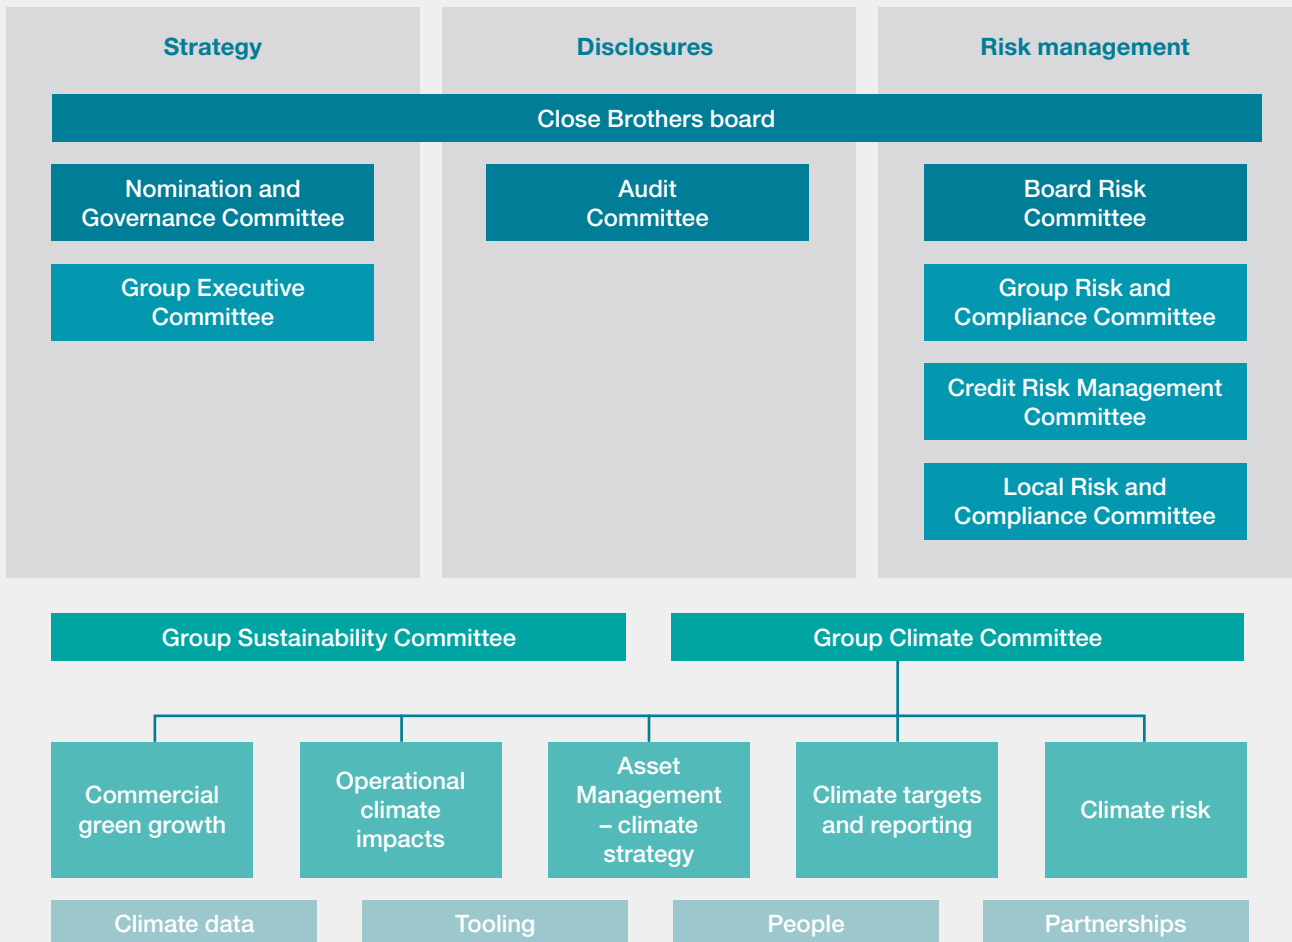 Strategy
Disclosures
Risk management
Close Brothers board
Nomination and
Governance Committee
Audit
Committee
Board Risk
Committee
Group Executive
Committee
Group Risk and
Compliance Committee
Credit Risk Management
Committee
Local Risk and
Compliance Committee
Group Sustainability Committee
Group Climate Committee
Commercial
green growth
Operational
climate
impacts
Asset
Management
– climate
strategy
Climate targets
and reporting
Climate risk
Climate data
Tooling
People
Partnerships